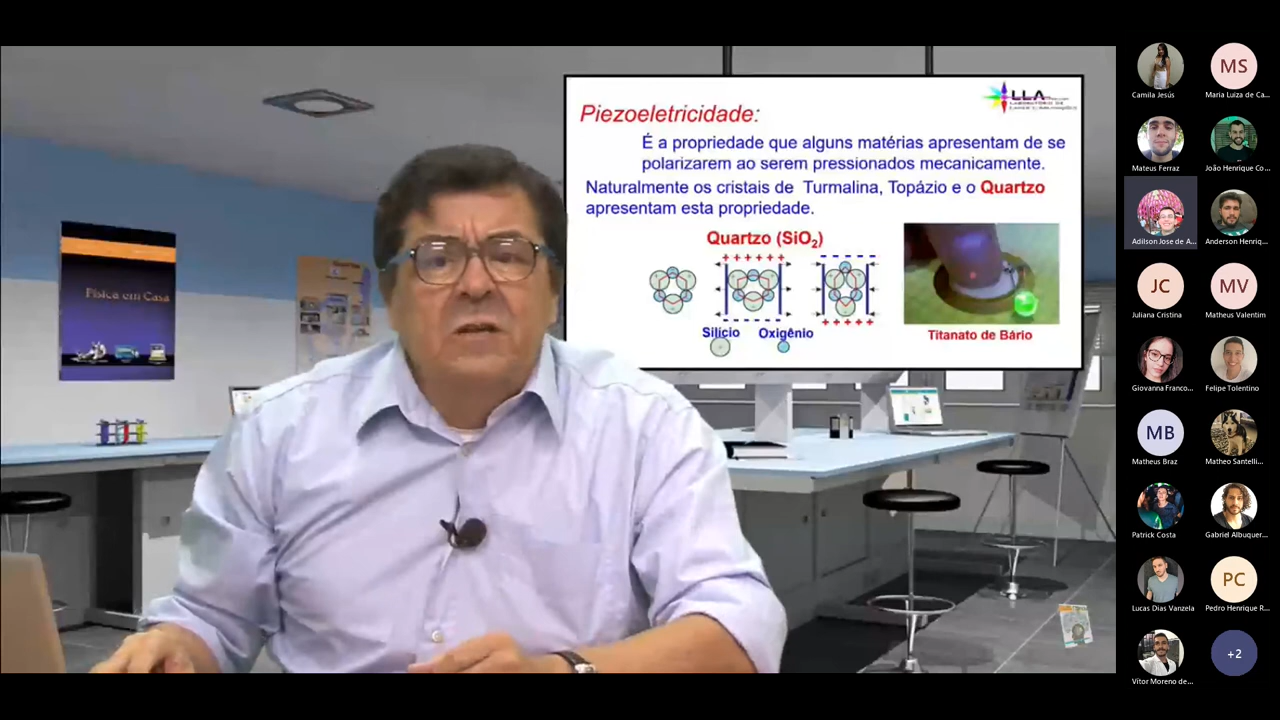 LLA
Piezoeletricidade:
É a propriedade que alguns matérias apresentam de se
polarizarem ao serem pressionados mecanicamente.
Naturalmente os cristais de Turmalina, Topázio e o Quartzo
apresentam esta propriedade.
Quartzo (SiO₂)
+ + + + + +
- - - - - -
- - - - -
+ + + + +
Silício
Oxigênio
Titanato de Bário
Física em Casa
Camila Jesús
MS
Maria Luiza de Ca...
Mateus Ferraz
João Henrique Co...
Adilson Jose de A...
Anderson Henriq...
JC
Juliana Cristina
MV
Matheus Valentim
Giovanna Franco...
Felipe Tolentino
MB
Matheus Braz
Matheo Santelli...
Patrick Costa
Gabriel Albuquer...
Lucas Dias Vanzela
PC
Pedro Henrique R...
Vítor Moreno de...
+2